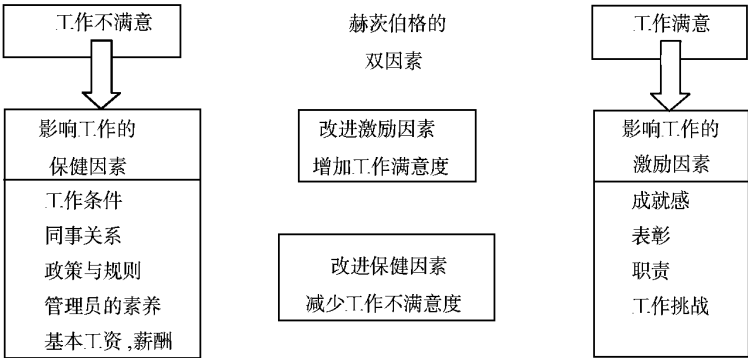 工作不满意
影响工作的
保健因素
工作条件
同事关系
政策与规则
管理员的素养
基本工资,薪酬
赫茨伯格的
双因素
改进激励因素
增加工作满意度
改进保健因素
减少工作不满意度
工作满意
影响工作的
激励因素
成就感
表彰
职责
工作挑战